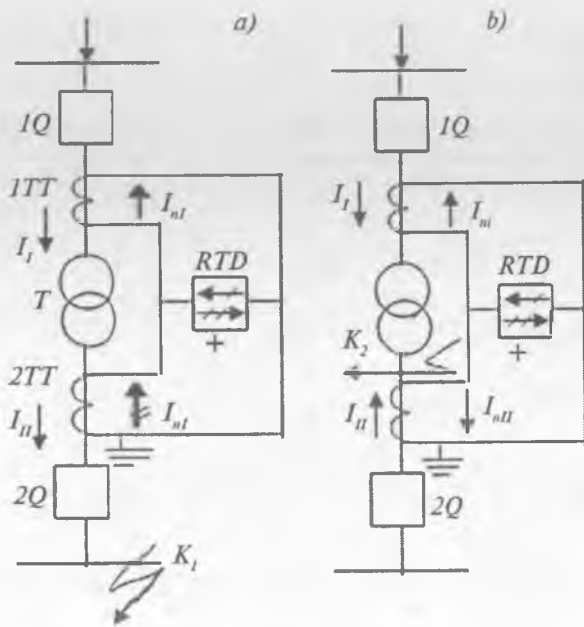 a)
1Q
1TT
I_I
I_nI
RTD
T
+
2TT
I_II
I_nI
2Q
K_1
b)
1Q
I_I
I_ni
RTD
K_2
+
I_II
I_nII
2Q